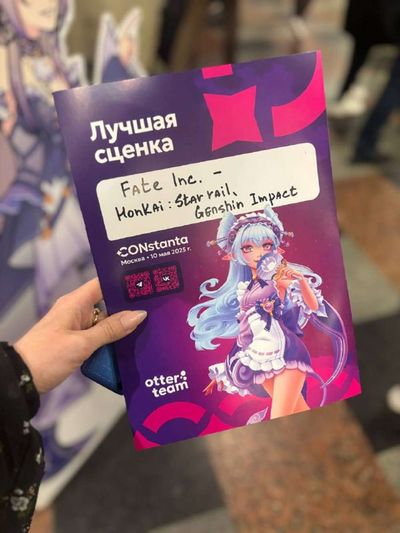 Лучшая
сценка
Fate Inc. -
Honkai: Star rail,
Genshin Impact
CONstanta
Москва • 10 мая 2025 г.
otter:
team